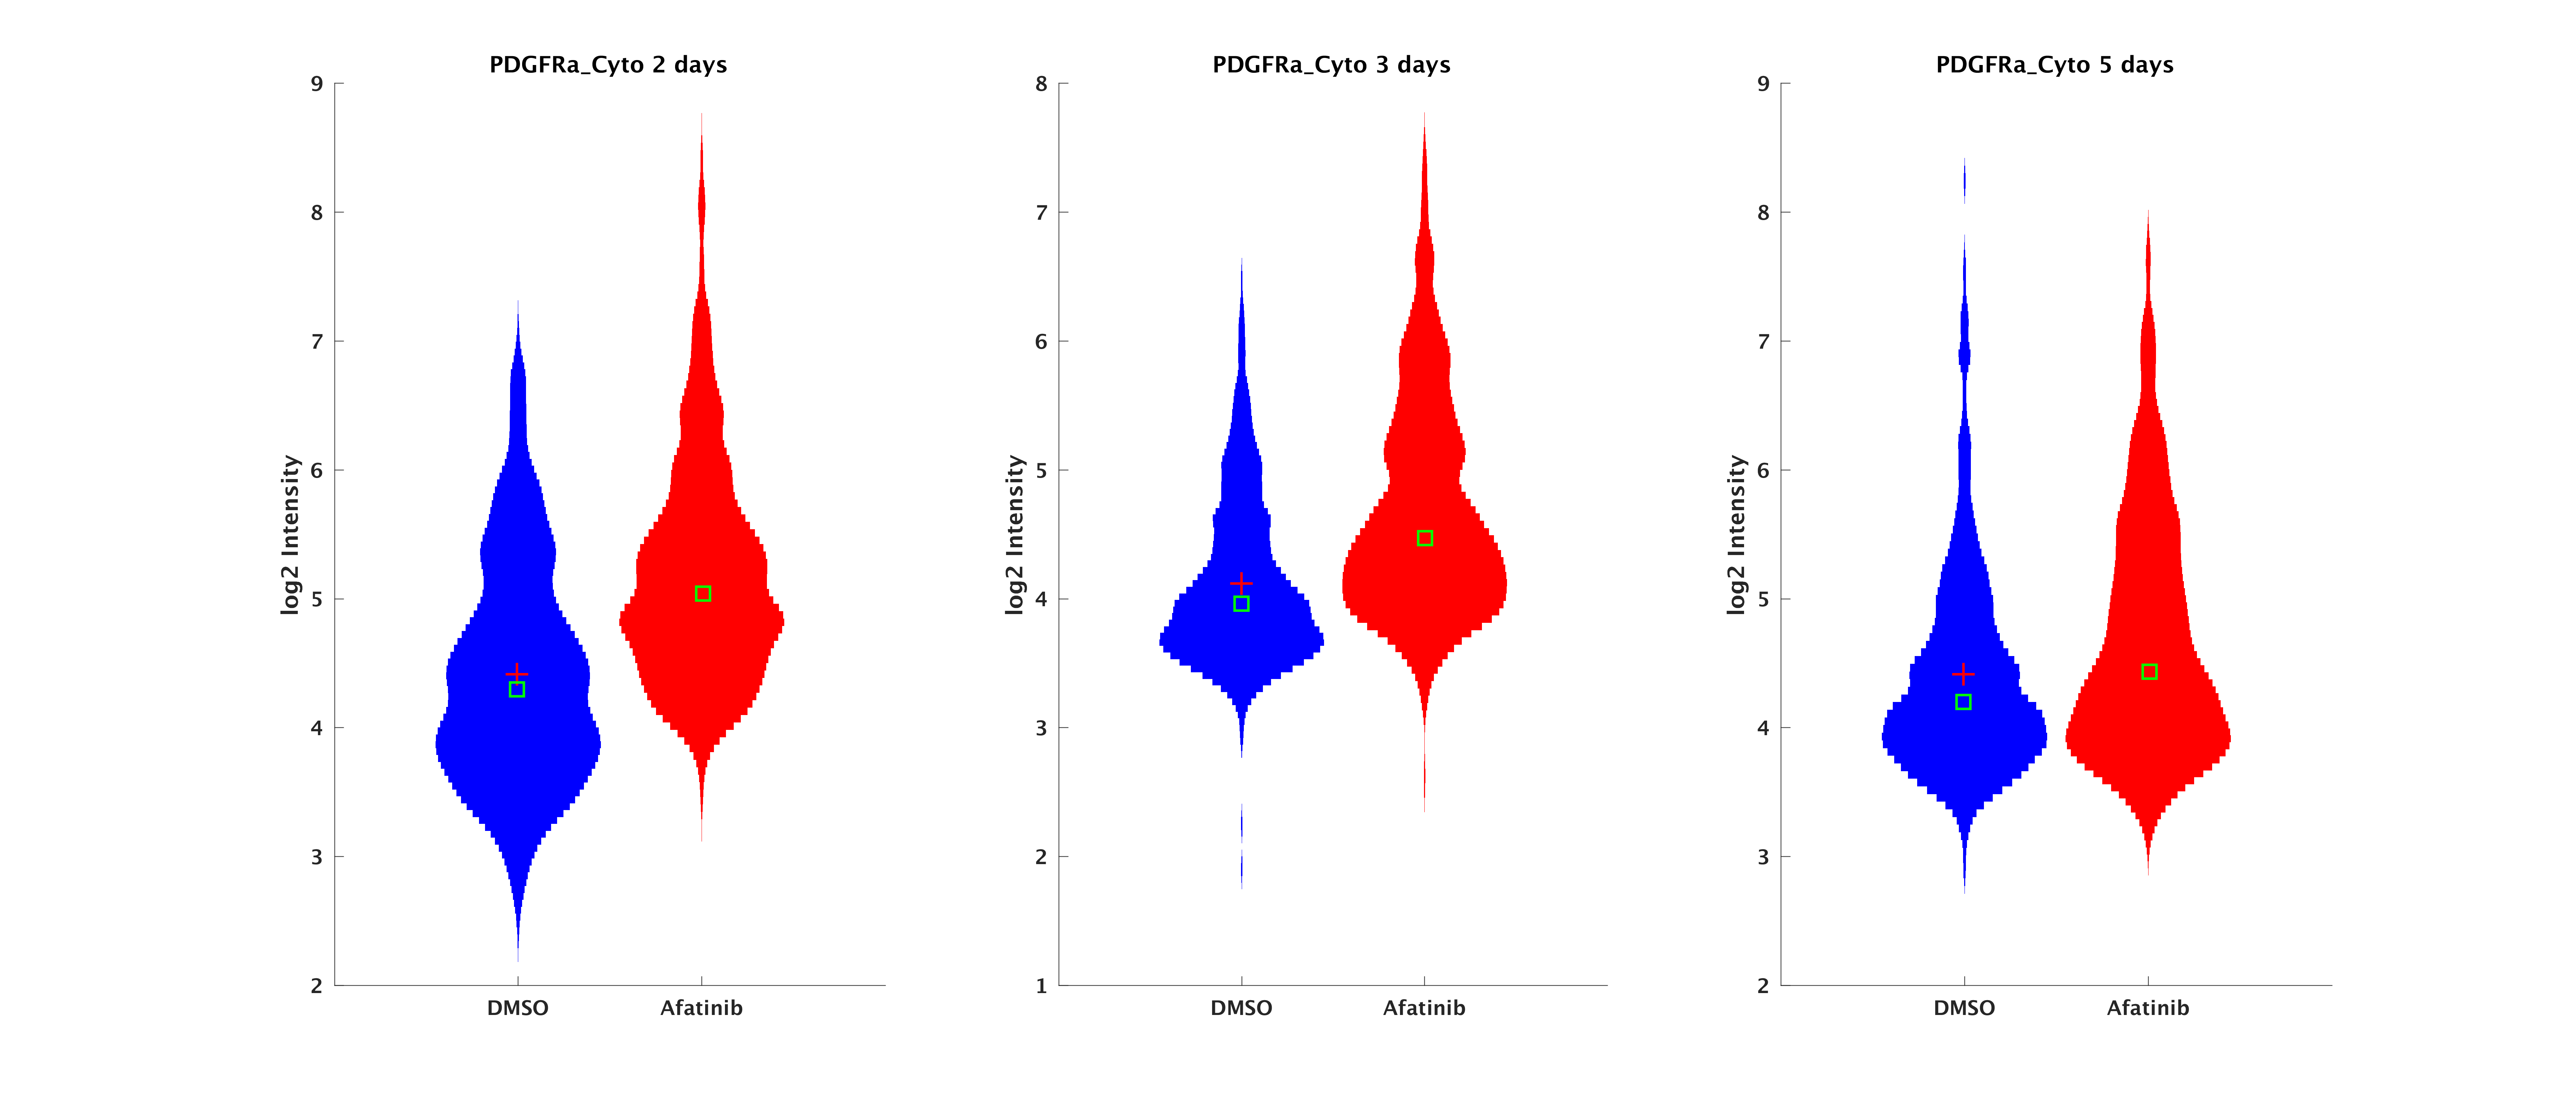 PDGFRa_Cyto 2 days
9
8
7
6
5
4
3
2
log2 Intensity
DMSO
Afatinib
PDGFRa_Cyto 3 days
8
7
6
5
4
3
2
1
log2 Intensity
DMSO
Afatinib
PDGFRa_Cyto 5 days
9
8
7
6
5
4
3
2
log2 Intensity
DMSO
Afatinib